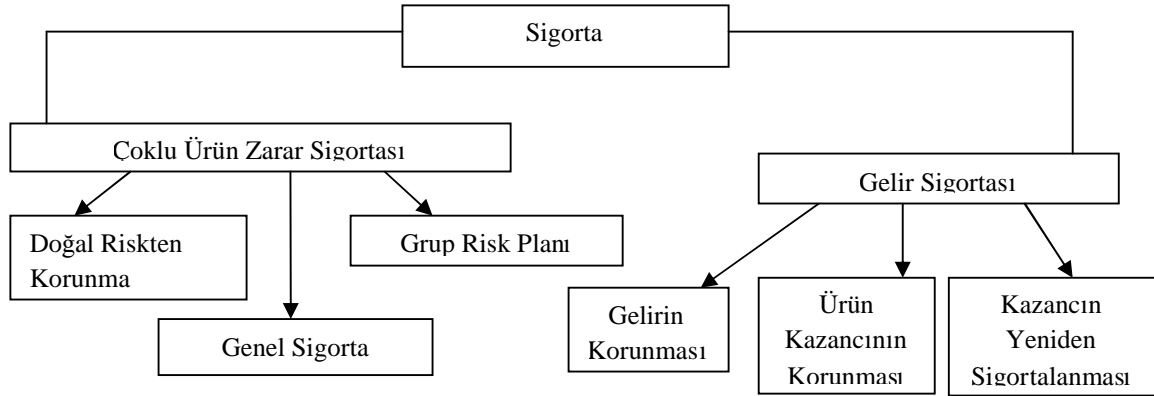 Sigorta
Çoklu Ürün Zarar Sigortası
Gelir Sigortası
Doğal Riskten
Korunma
Grup Risk Planı
Genel Sigorta
Gelirin
Korunması
Ürün
Kazancının
Korunması
Kazancın
Yeniden
Sigortalanması